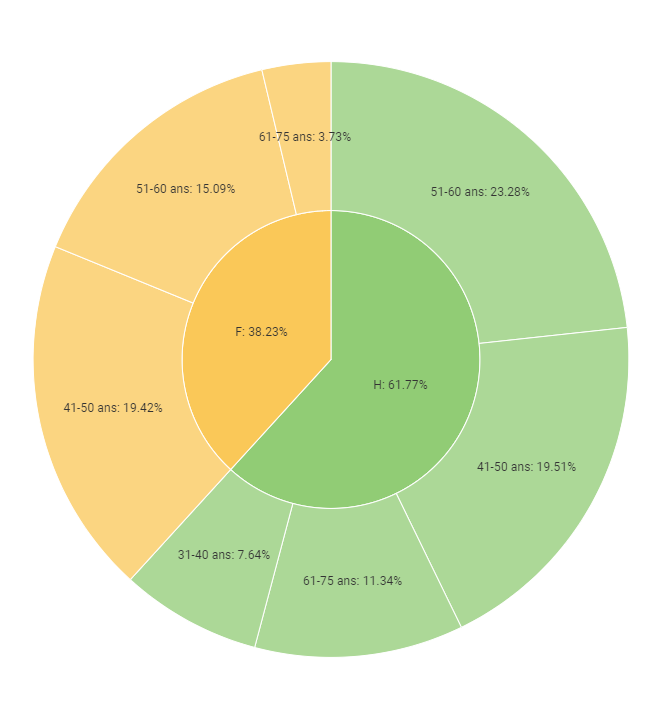 61-75 ans: 3.73%
51-60 ans: 15.09%
51-60 ans: 23.28%
F: 38.23%
H: 61.77%
41-50 ans: 19.42%
41-50 ans: 19.51%
31-40 ans: 7.64%
61-75 ans: 11.34%